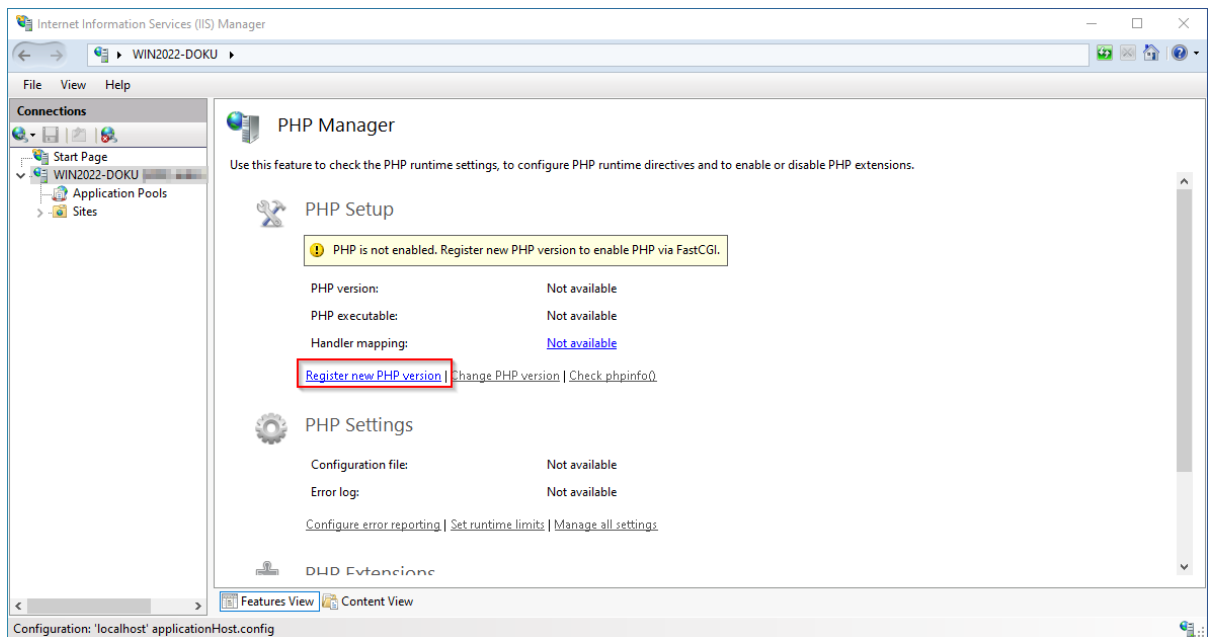 Internet Information Services (IIS) Manager
WIN2022-DOKU
File View Help
Connections
Start Page
WIN2022-DOKU
Application Pools
Sites
PHP Manager
Use this feature to check the PHP runtime settings, to configure PHP runtime directives and to enable or disable PHP extensions.
PHP Setup
PHP is not enabled. Register new PHP version to enable PHP via FastCGI.
PHP version: Not available
PHP executable: Not available
Handler mapping: Not available
Register new PHP version | Change PHP version | Check phpinfo()
PHP Settings
Configuration file: Not available
Error log: Not available
Configure error reporting | Set runtime limits | Manage all settings
PHP Extensions
Features View Content View
Configuration: 'localhost' applicationHost.config